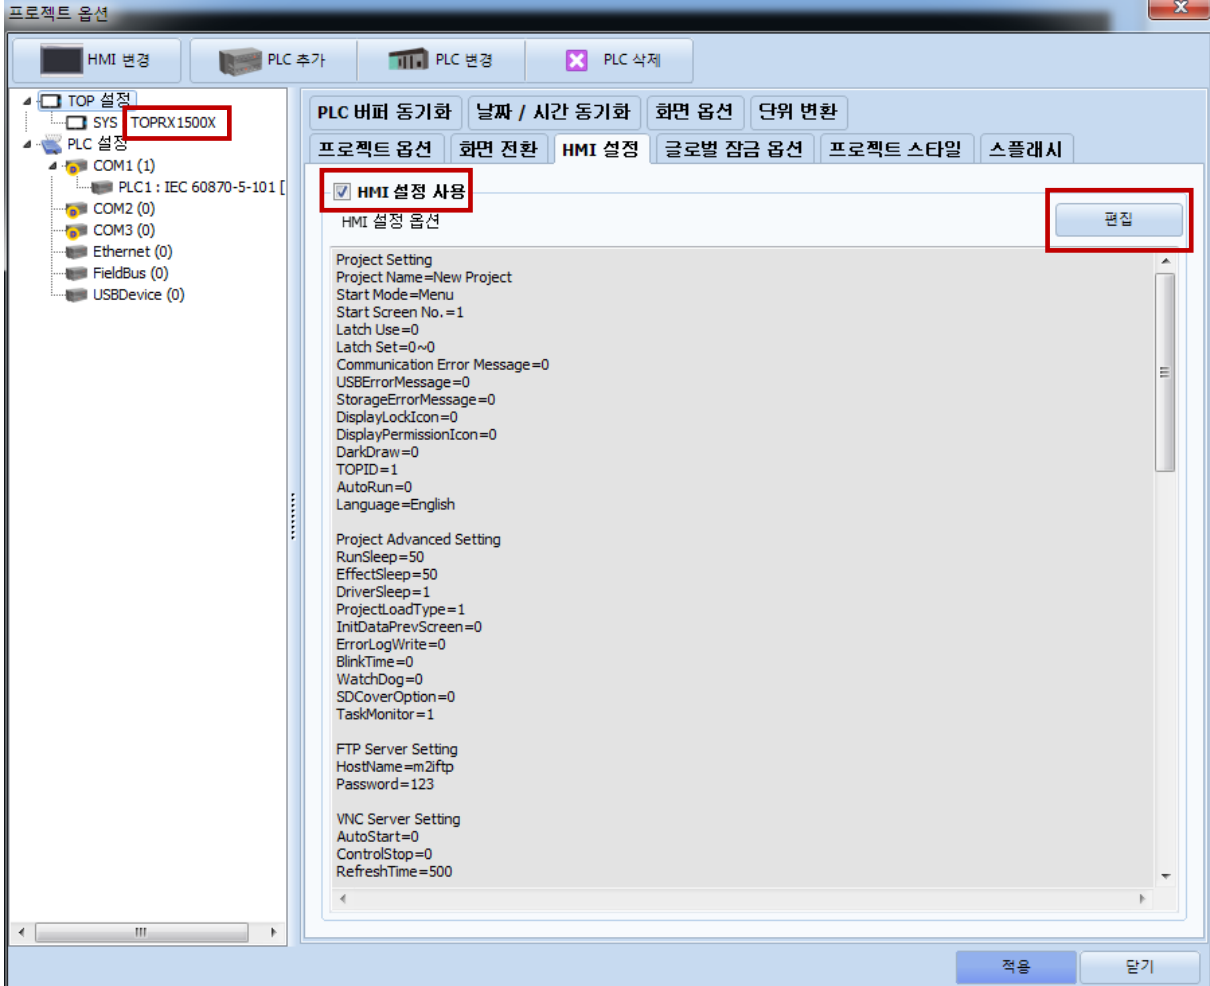 프로젝트 옵션
HMI 변경
PLC 추가
PLC 변경
PLC 삭제
TOP 설정
SYS TOPRX1500X
PLC 설정
COM1 (1)
PLC1 : IEC 60870-5-101 [
COM2 (0)
COM3 (0)
Ethernet (0)
FieldBus (0)
USBDevice (0)
PLC 버퍼 동기화 날짜 / 시간 동기화 화면 옵션 단위 변환
프로젝트 옵션 화면 전환 HMI 설정 글로벌 잠금 옵션 프로젝트 스타일 스플래시
HMI 설정 사용
HMI 설정 옵션
편집
Project Setting
Project Name=New Project
Start Mode=Menu
Start Screen No.=1
Latch Use=0
Latch Set=0~0
Communication Error Message=0
USBErrorMessage=0
StorageErrorMessage=0
DisplayLockIcon=0
DisplayPermissionIcon=0
DarkDraw=0
TOPID=1
AutoRun=0
Language=English
Project Advanced Setting
RunSleep=50
EffectSleep=50
DriverSleep=1
ProjectLoadType=1
InitDataPrevScreen=0
ErrorLogWrite=0
BlinkTime=0
WatchDog=0
SDCoverOption=0
TaskMonitor=1
FTP Server Setting
HostName=m2iftp
Password=123
VNC Server Setting
AutoStart=0
ControlStop=0
RefreshTime=500
적용
닫기